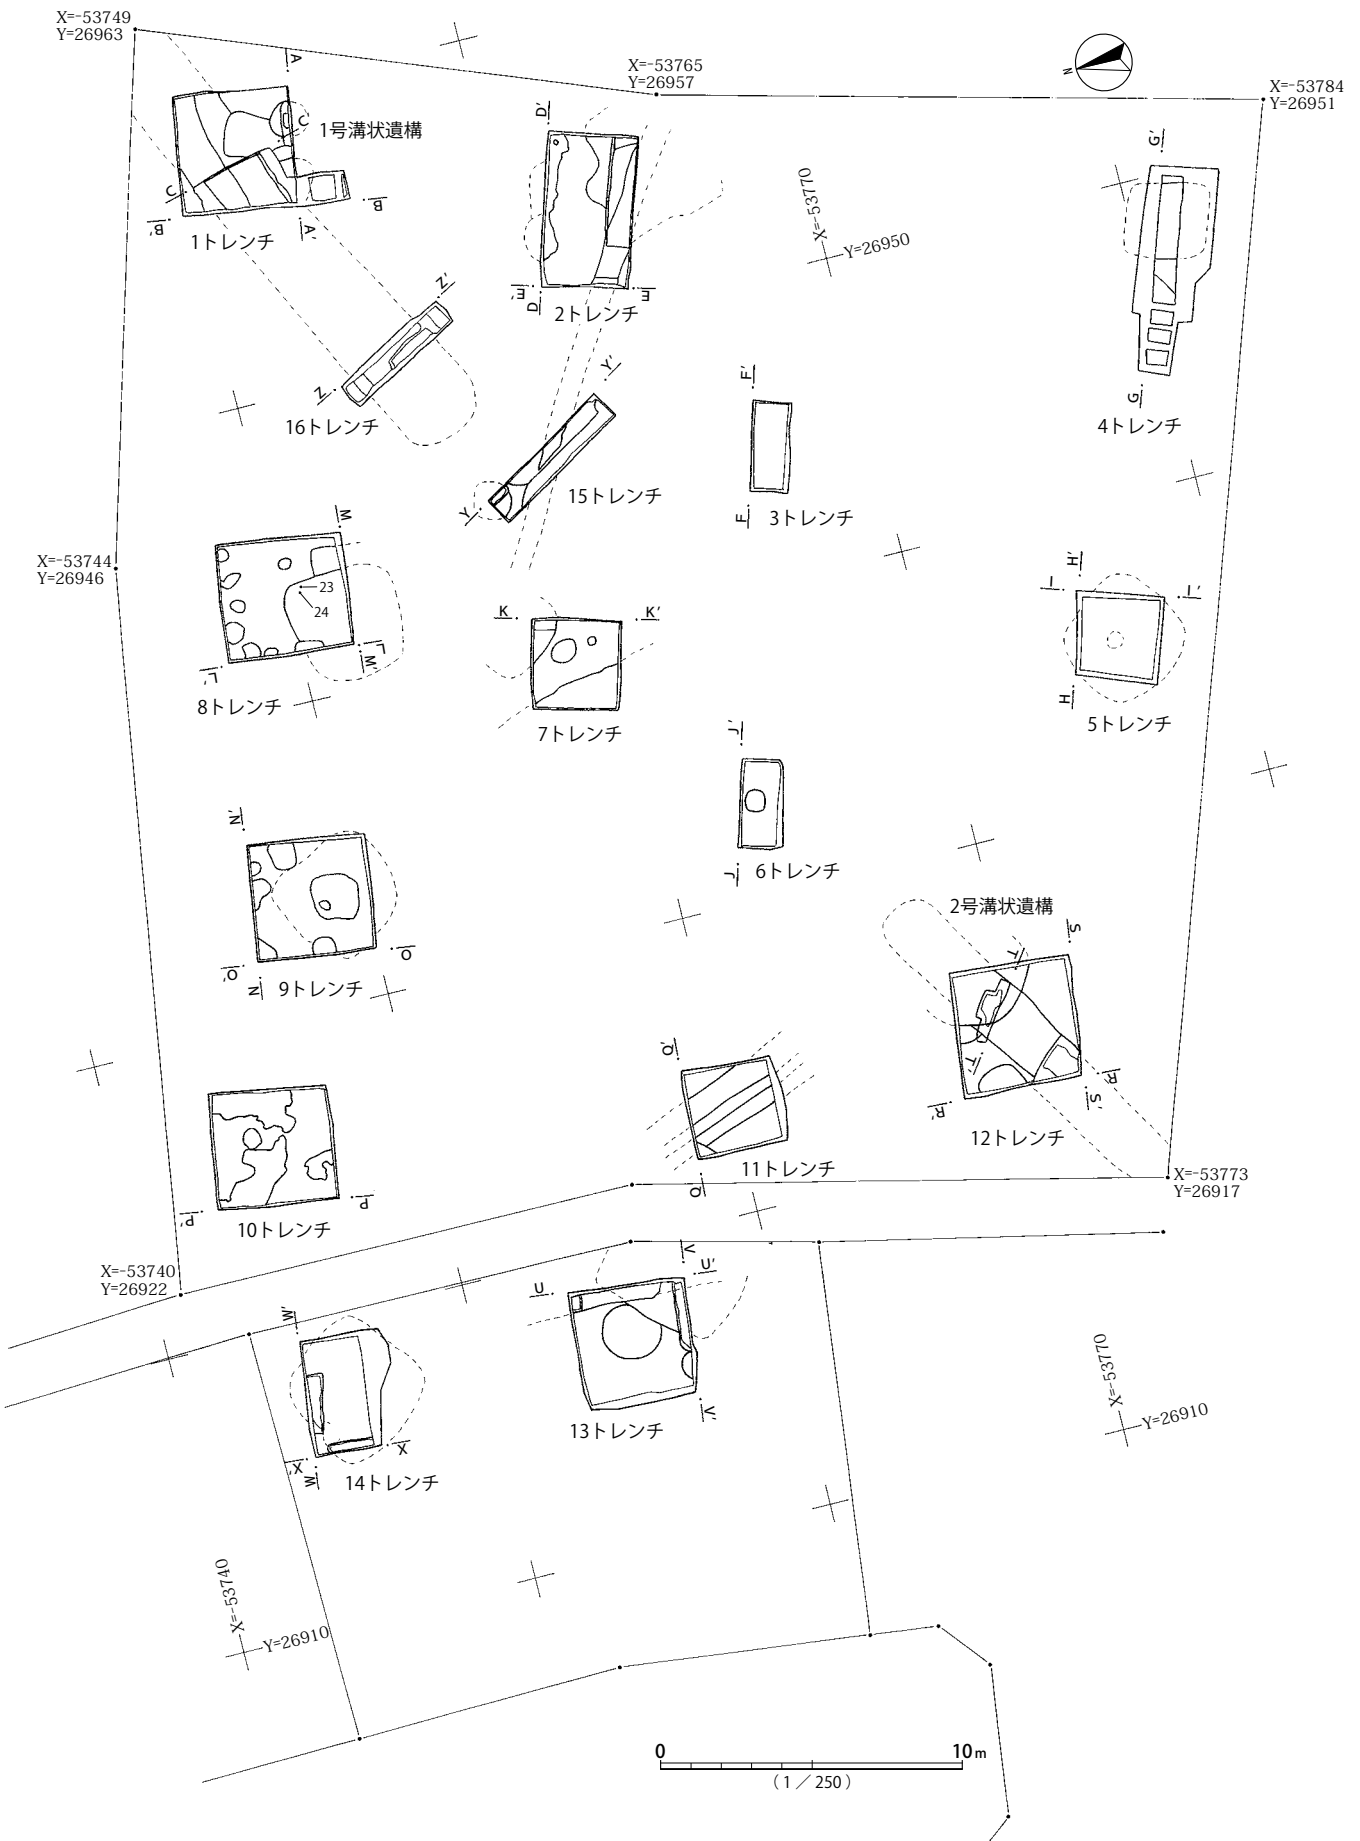 X=-53749
Y=26963
X=-53765
Y=26957
X=-53784
Y=26951
N
A
C'
1号溝状遺構
C
B
B'
A'
1トレンチ
D'
E'
D
E
2トレンチ
X=-53770
Y=26950
G'
G
4トレンチ
Z'
Z
16トレンチ
Y'
Y
15トレンチ
F'
F
3トレンチ
X=-53744
Y=26946
M
23
24
L
M'
L'
8トレンチ
K
K'
7トレンチ
H'
I
I'
H
5トレンチ
J'
J
6トレンチ
N'
O
O'
N
9トレンチ
2号溝状遺構
S
T
T'
R
S'
R'
12トレンチ
Q'
Q
11トレンチ
P
P'
10トレンチ
X=-53773
Y=26917
X=-53740
Y=26922
W'
X
X'
W
14トレンチ
V
U'
U
V'
13トレンチ
X=-53770
Y=26910
X=-53740
Y=26910
0
10m
(1/250)